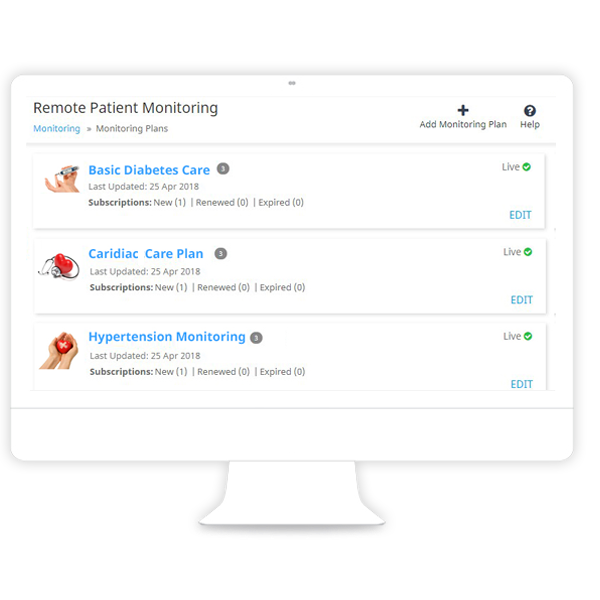 Remote Patient Monitoring
Monitoring » Monitoring Plans
Add Monitoring Plan
Help
Basic Diabetes Care 3
Live
Last Updated: 25 Apr 2018
Subscriptions: New (1) | Renewed (0) | Expired (0)
EDIT
Caridiac Care Plan 3
Live
Last Updated: 25 Apr 2018
Subscriptions: New (1) | Renewed (0) | Expired (0)
EDIT
Hypertension Monitoring 3
Live
Last Updated: 25 Apr 2018
Subscriptions: New (1) | Renewed (0) | Expired (0)
EDIT